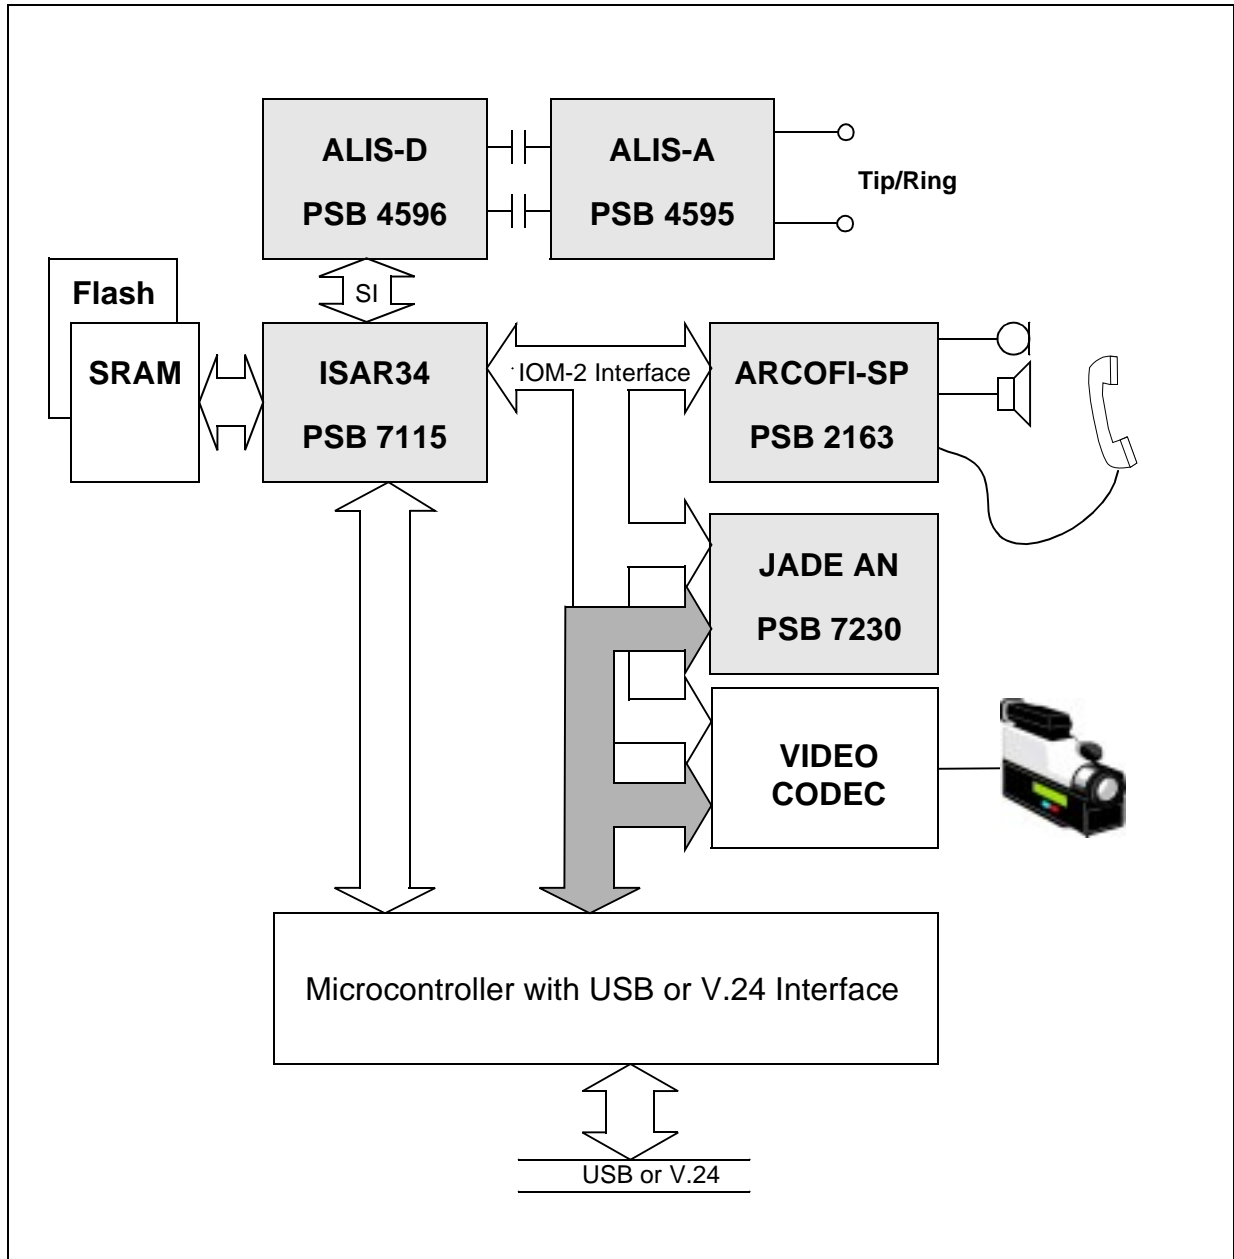 ALIS-D
PSB 4596
ALIS-A
PSB 4595
Tip/Ring
SI
Flash
SRAM
ISAR34
PSB 7115
IOM-2 Interface
ARCOFI-SP
PSB 2163
JADE AN
PSB 7230
VIDEO
CODEC
Microcontroller with USB or V.24 Interface
USB or V.24